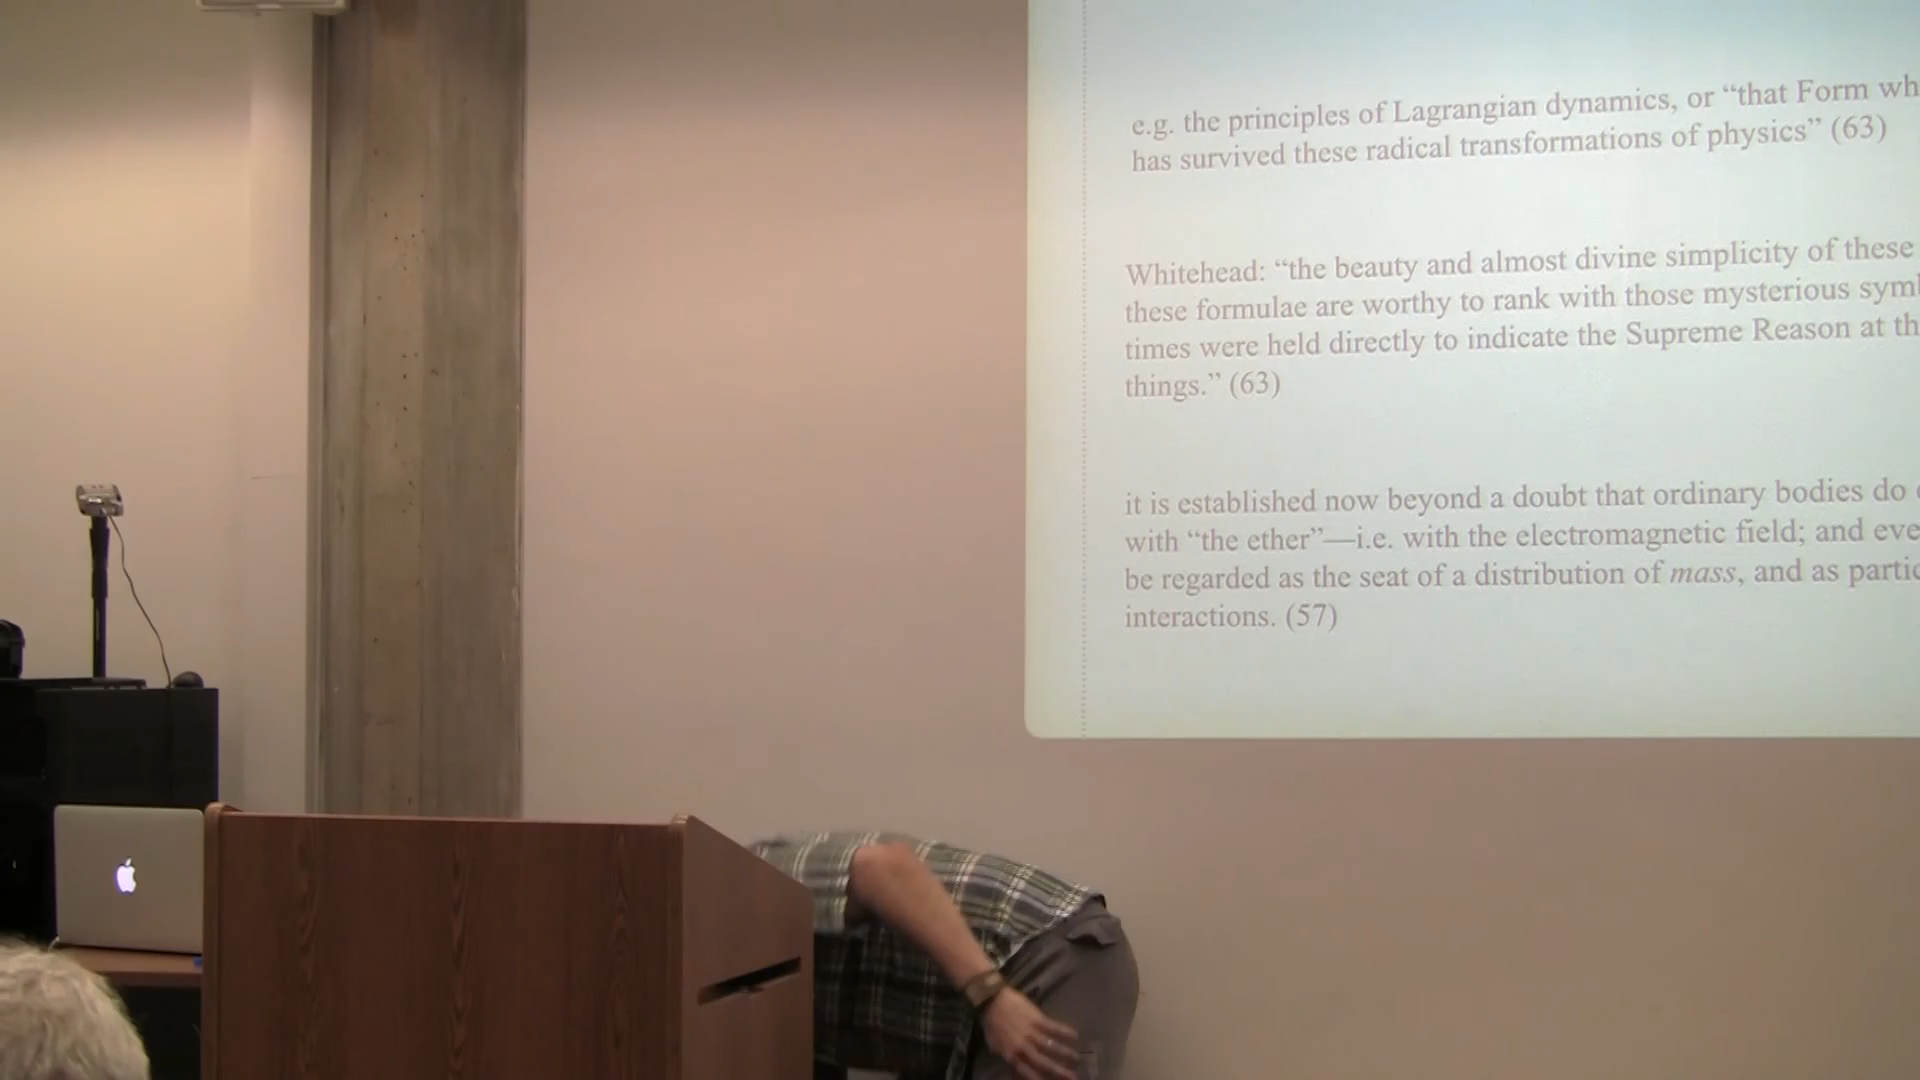 e.g. the principles of Lagrangian dynamics, or “that Form wh
has survived these radical transformations of physics” (63)
Whitehead: “the beauty and almost divine simplicity of these
these formulae are worthy to rank with those mysterious symb
times were held directly to indicate the Supreme Reason at th
things.” (63)
it is established now beyond a doubt that ordinary bodies do
with “the ether”—i.e. with the electromagnetic field; and eve
be regarded as the seat of a distribution of mass, and as partic
interactions. (57)